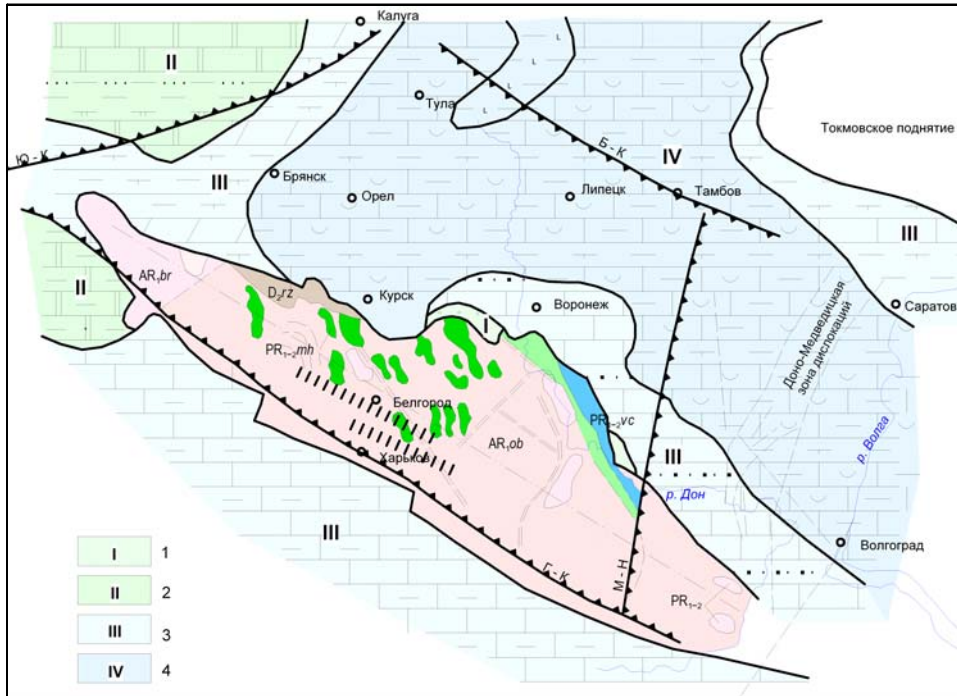 Калуга
II
L
Тула
L
L
Токмовское поднятие
Ю - К
Б - К
IV
III
Брянск
Орел
Липецк
Тамбов
III
AR₁br
II
D₂rz
Курск
I
Воронеж
Саратов
Доно-Медведицкая
зона дислокаций
PR₁₋₂mh
Белгород
PR₁₋₂vc
AR₁ob
III
р. Волга
Харьков
р. Дон
III
Волгоград
I 1
II 2
III 3
IV 4
Г - К
М - Н
PR₁₋₂